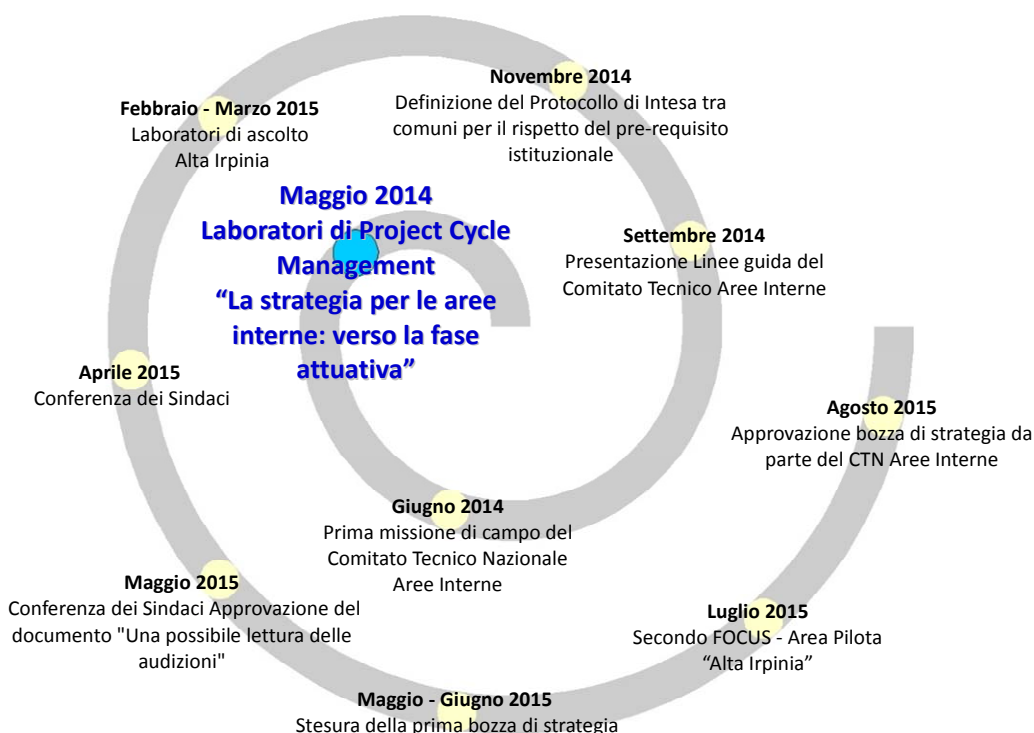 Novembre 2014
Definizione del Protocollo di Intesa tra
comuni per il rispetto del pre-requisito
istituzionale
Febbraio - Marzo 2015
Laboratori di ascolto
Alta Irpinia
Maggio 2014
Laboratori di Project Cycle
Management
“La strategia per le aree
interne: verso la fase
attuativa”
Settembre 2014
Presentazione Linee guida del
Comitato Tecnico Aree Interne
Aprile 2015
Conferenza dei Sindaci
Agosto 2015
Approvazione bozza di strategia da
parte del CTN Aree Interne
Giugno 2014
Prima missione di campo del
Comitato Tecnico Nazionale
Aree Interne
Maggio 2015
Conferenza dei Sindaci Approvazione del
documento "Una possibile lettura delle
audizioni"
Luglio 2015
Secondo FOCUS - Area Pilota
“Alta Irpinia”
Maggio - Giugno 2015
Stesura della prima bozza di strategia